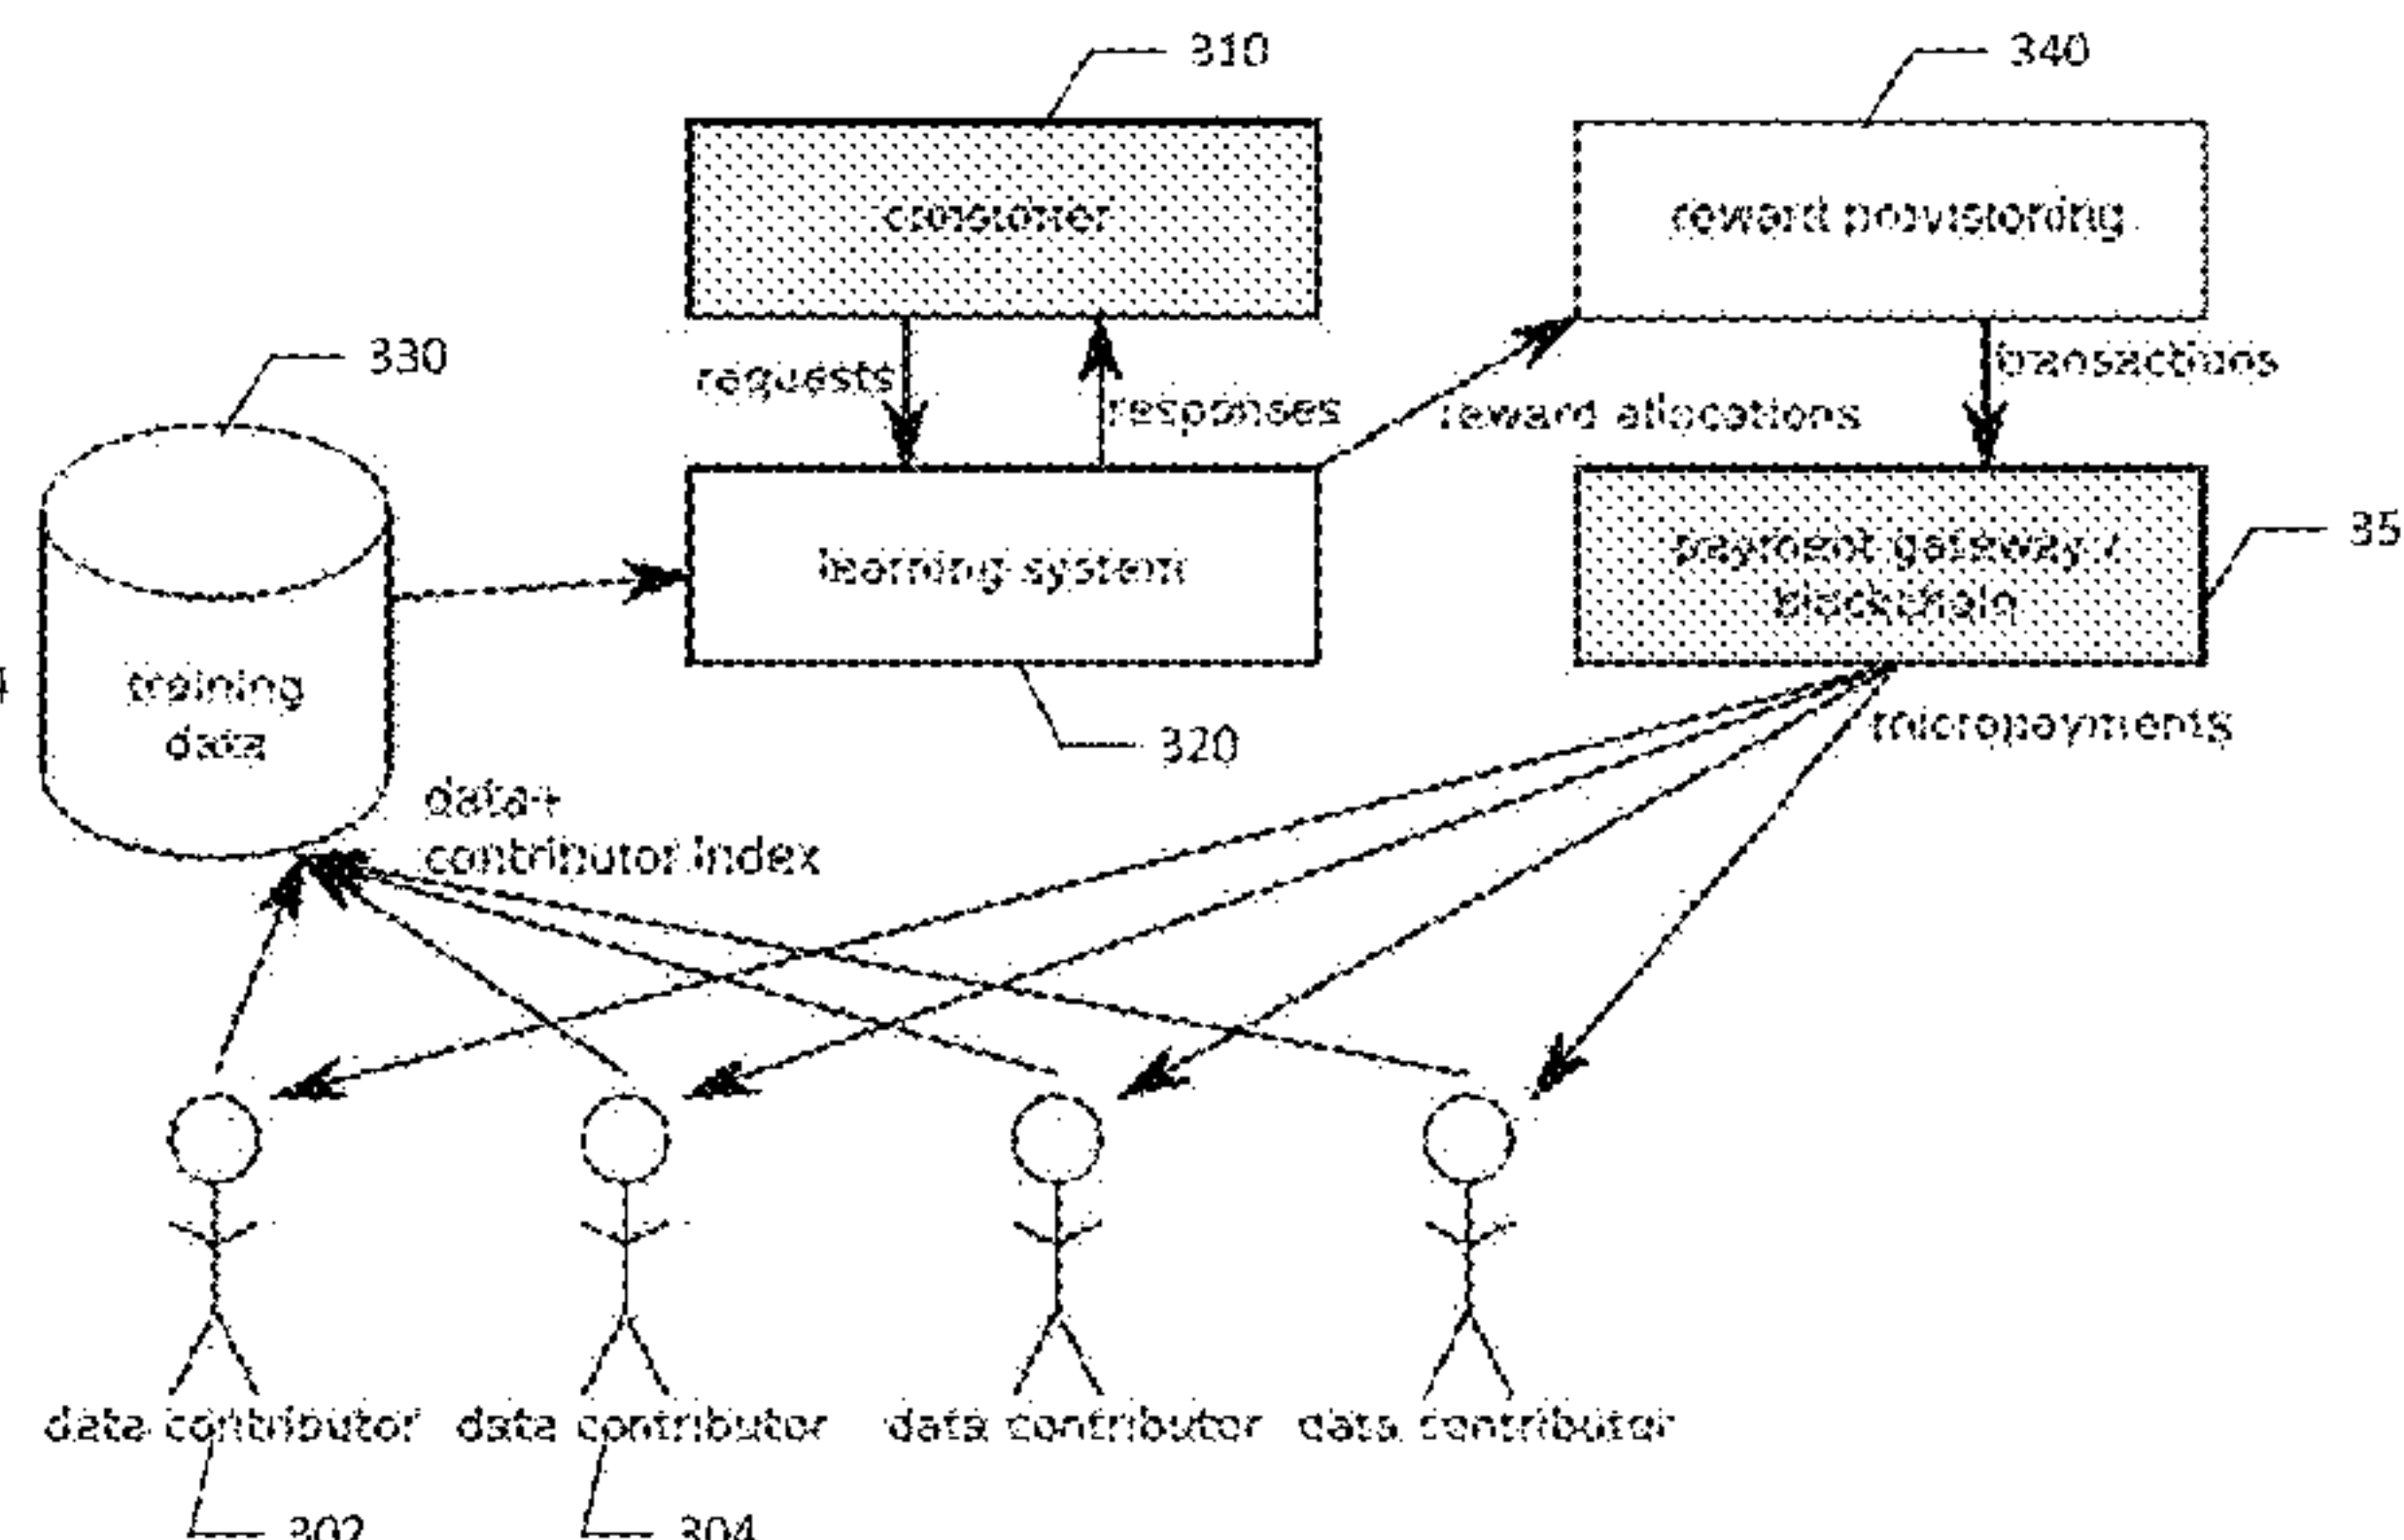 310
340
customer
reward provisioning
330
requests
responses
reward allocations
transactions
learning system
payment gateway /
blockchain
35
training
data
320
micropayments
data+
contributor index
data contributor
data contributor
data contributor
data contributor
302
304